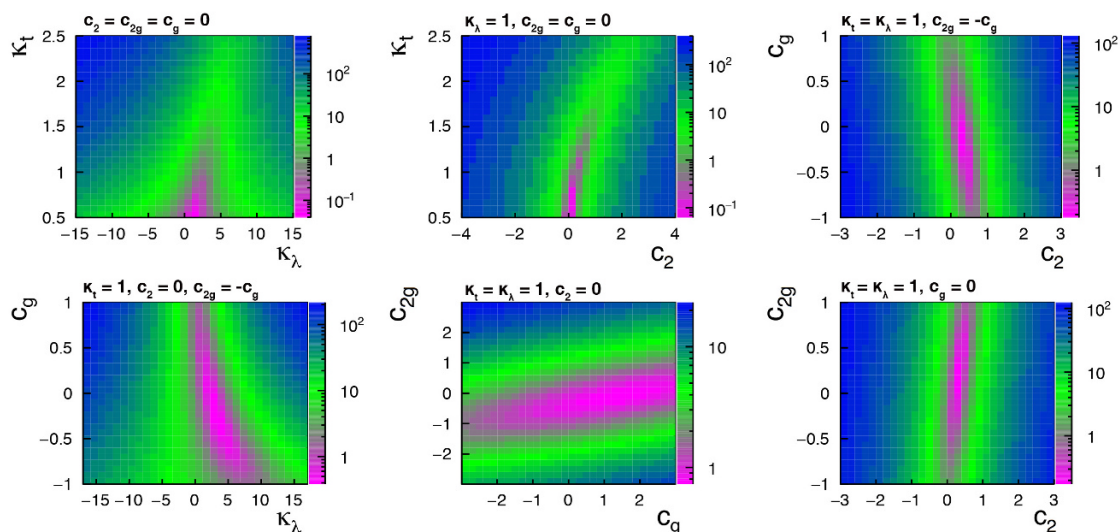 c₂ = c₂g = cg = 0
κλ = 1, c₂g = cg = 0
κt = κλ = 1, c₂g = -cg
κt
2.5
2
1.5
1
0.5
−15 −10 −5 0 5 10 15
κλ
10²
10
1
10⁻¹
κt
2.5
2
1.5
1
0.5
−4 −2 0 2 4
c₂
10²
10
1
10⁻¹
cg
1
0.5
0
−0.5
−1
−3 −2 −1 0 1 2 3
c₂
10²
10
1
κt = 1, c₂ = 0, c₂g = -cg
κt = κλ = 1, c₂ = 0
κt = κλ = 1, cg = 0
cg
1
0.5
0
−0.5
−1
−15 −10 −5 0 5 10 15
κλ
10²
10
1
c₂g
2
1
0
−1
−2
−2 −1 0 1 2
cg
10
1
c₂g
1
0.5
0
−0.5
−1
−3 −2 −1 0 1 2 3
c₂
10²
10
1